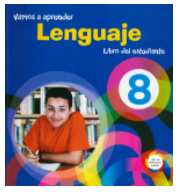 Vamos a aprender
Lenguaje
Libro del estudiante
8